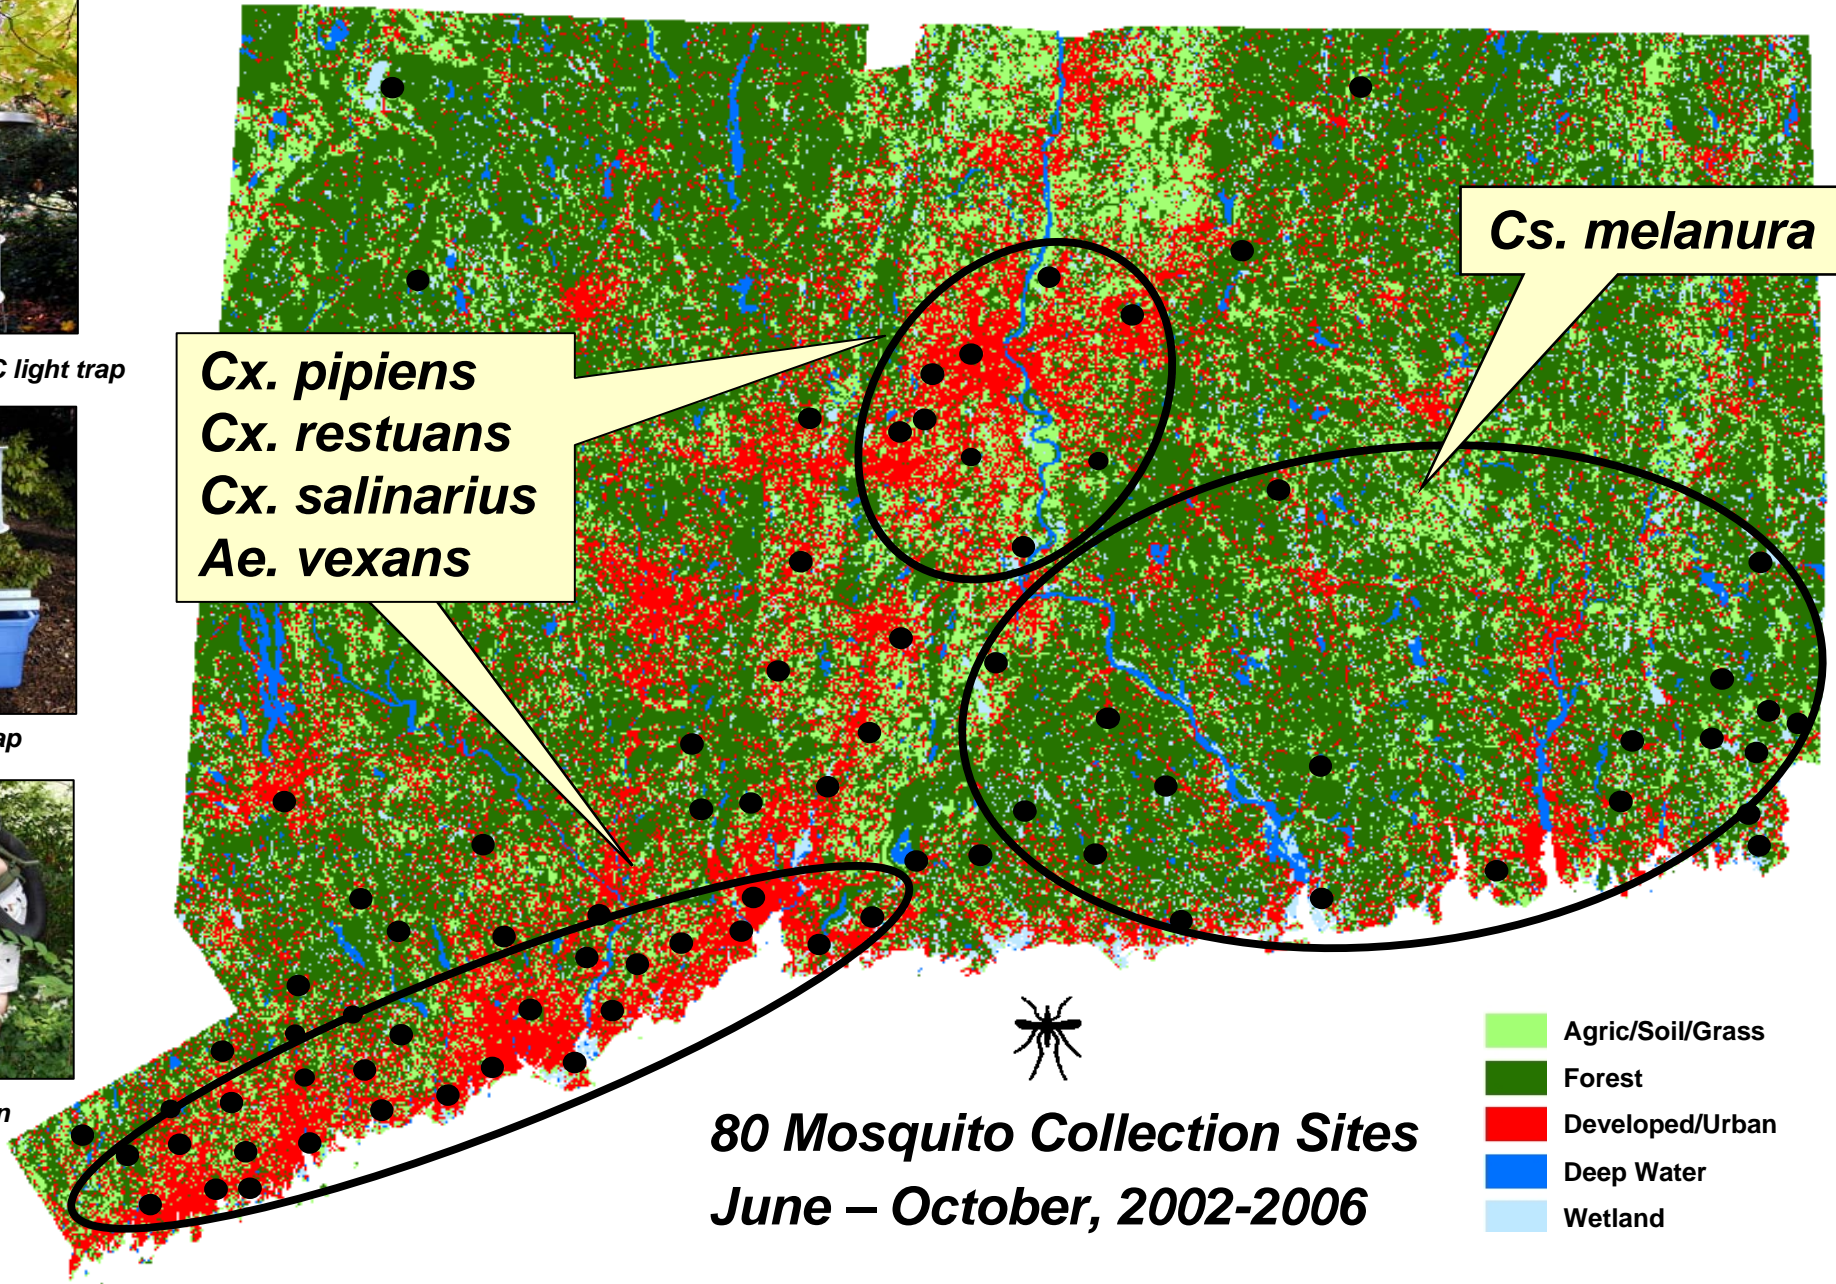 light trap
Cx. pipiens
Cx. restuans
Cx. salinarius
Ae. vexans
Cs. melanura
80 Mosquito Collection Sites
June – October, 2002-2006
Agric/Soil/Grass
Forest
Developed/Urban
Deep Water
Wetland